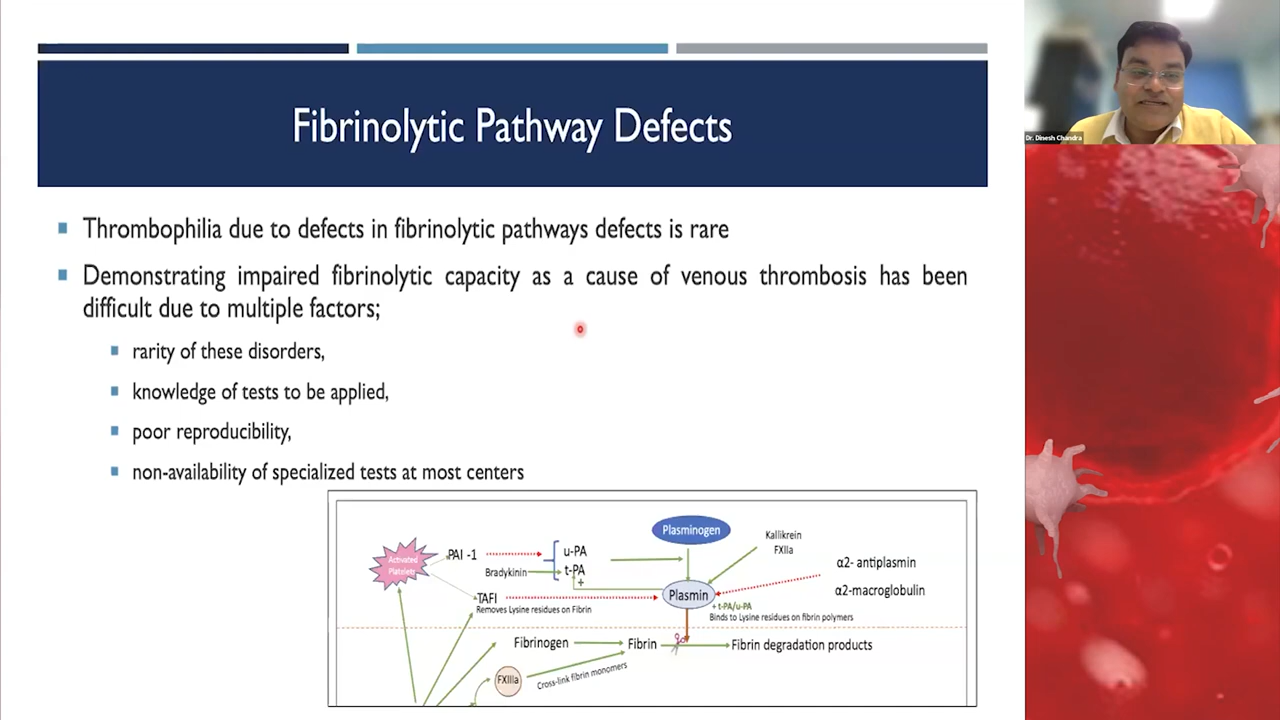 Fibrinolytic Pathway Defects
Thrombophilia due to defects in fibrinolytic pathways defects is rare
Demonstrating impaired fibrinolytic capacity as a cause of venous thrombosis has been
difficult due to multiple factors;
rarity of these disorders,
knowledge of tests to be applied,
poor reproducibility,
non-availability of specialized tests at most centers
Plasminogen
Kallikrein
FXIIa
Activated
Platelets
PAI -1
u-PA
Bradykinin
t-PA
+
α2- antiplasmin
α2-macroglobulin
TAFI
Removes Lysine residues on Fibrin
Plasmin
+ t-PA/u-PA
Binds to Lysine residues on fibrin polymers
Fibrinogen
Fibrin
Fibrin degradation products
FXIIIa
Cross-link fibrin monomers
Dr. Dinesh Chandra